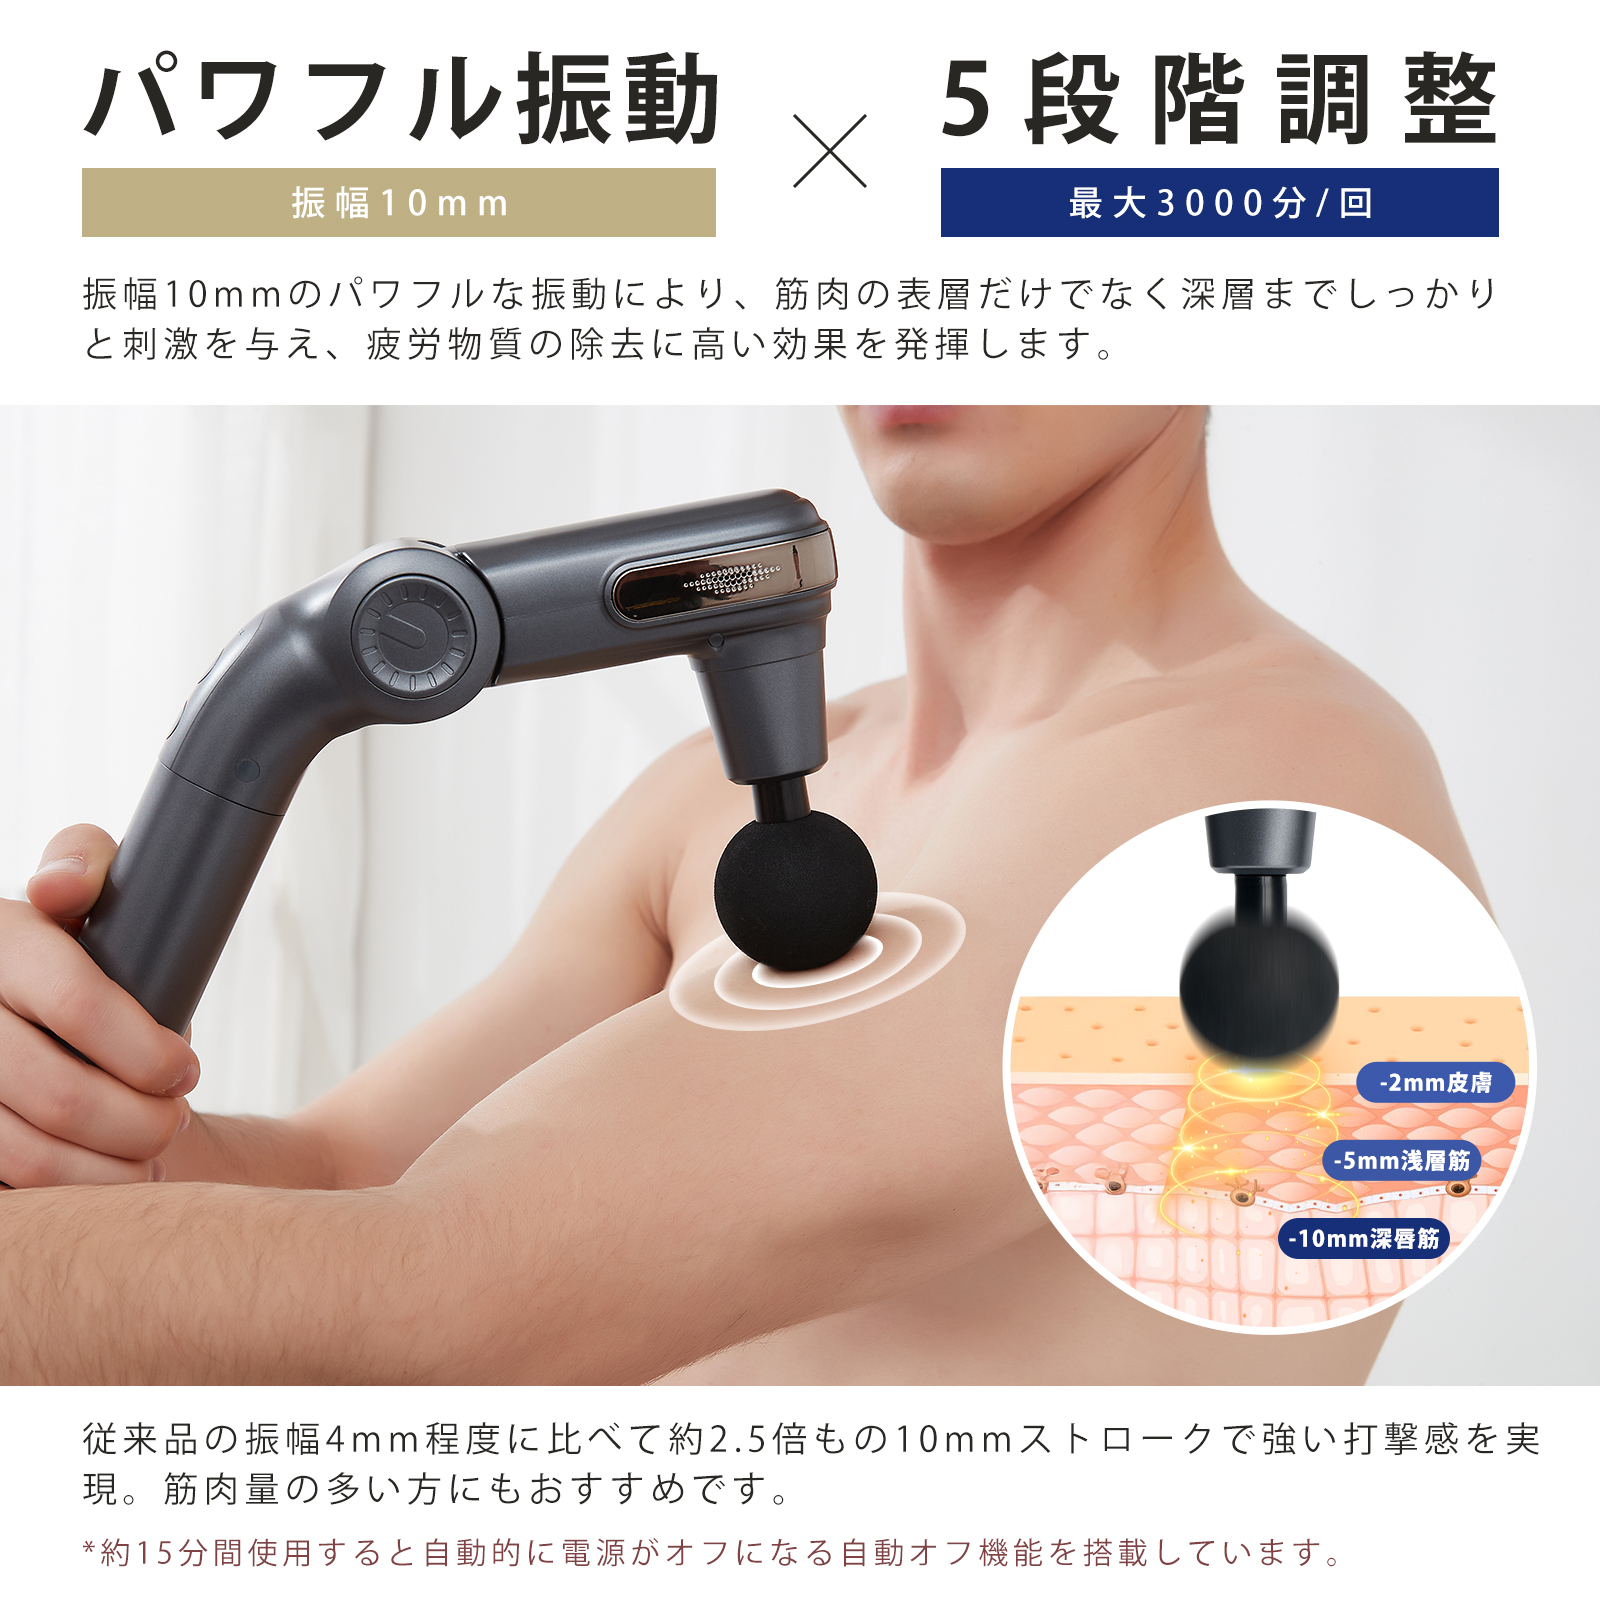 パワフル振動
×
5段階調整
振幅10mm
最大3000分/回
振幅10mmのパワフルな振動により、筋肉の表層だけでなく深層までしっかり
と刺激を与え、疲労物質の除去に高い効果を発揮します。
-2mm皮膚
-5mm浅層筋
-10mm深唇筋
従来品の振幅4mm程度に比べて約2.5倍もの10mmストロークで強い打撃感を実
現。筋肉量の多い方にもおすすめです。
*約15分間使用すると自動的に電源がオフになる自動オフ機能を搭載しています。